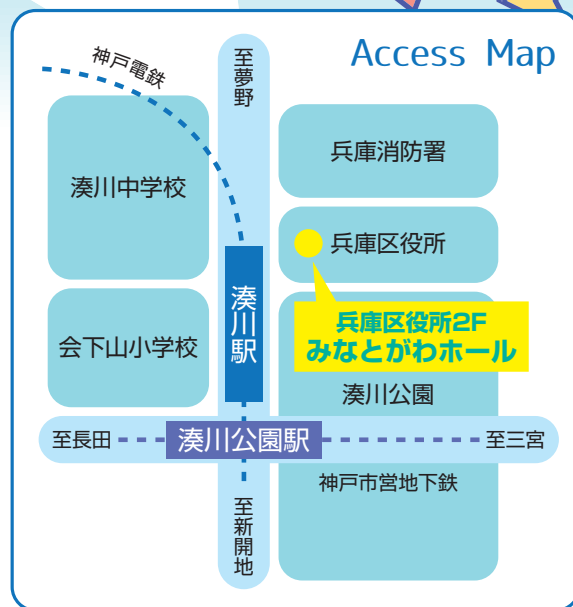 Access Map
神戸電鉄
至夢野
兵庫消防署
湊川中学校
兵庫区役所
湊川駅
兵庫区役所2F
みなとがわホール
会下山小学校
湊川公園
至長田
湊川公園駅
至三宮
神戸市営地下鉄
至新開地